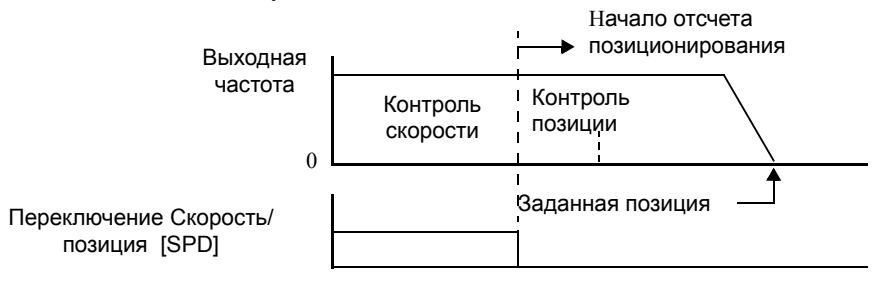 Начало отсчета
позиционирования
Выходная
частота
Контроль
скорости
Контроль
позиции
0
Заданная позиция
Переключение Скорость/
позиция [SPD]